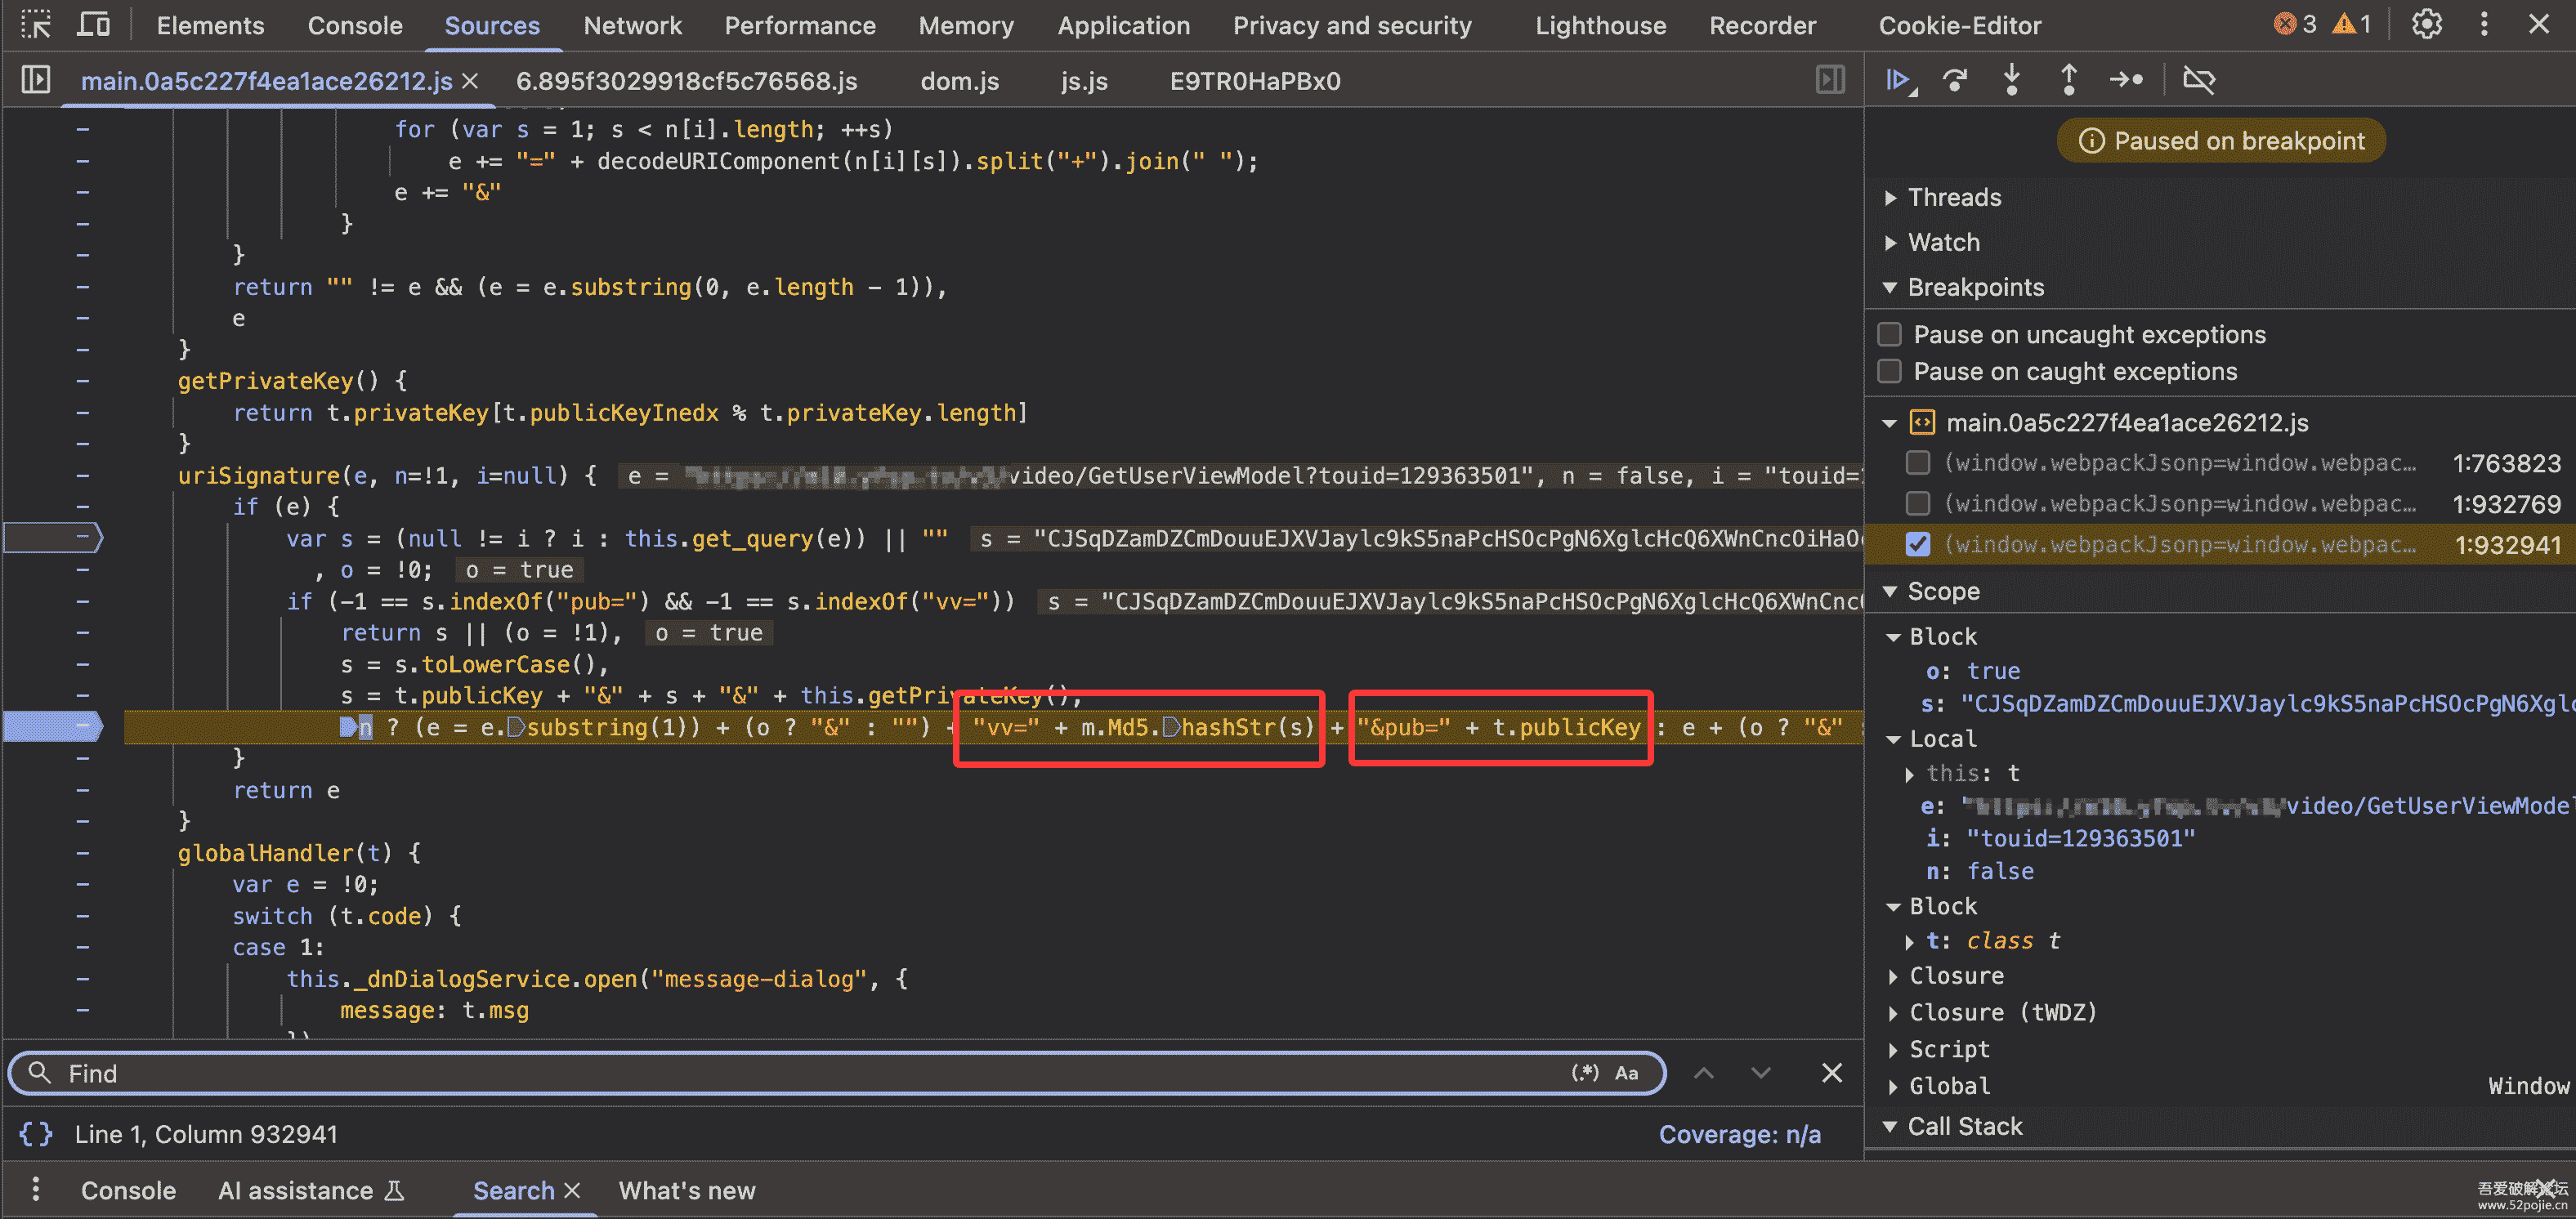 Elements Console Sources Network Performance Memory Application Privacy and security Lighthouse Recorder Cookie-Editor 3 1
main.0a5c227f4ea1ace26212.js 6.895f3029918cf5c76568.js dom.js js.js E9TR0HaPBx0
for (var s = 1; s < n[i].length; ++s)
e += "=" + decodeURIComponent(n[i][s]).split("+").join(" ");
e += "&"
}
}
return "" != e && (e = e.substring(0, e.length - 1)),
e
}
getPrivateKey() {
return t.privateKey[t.publicKeyInedx % t.privateKey.length]
}
uriSignature(e, n=!1, i=null) { e = video/GetUserViewModel?touid=129363501", n = false, i = "touid=
if (e) {
var s = (null != i ? i : this.get_query(e)) || "" s = "CJSqDZamDZCmDouuEJXVJaylc9kS5naPcHSOcPgN6XglcHcQ6XWnCncOiHaO
, o = !0; o = true
if (-1 == s.indexOf("pub=") && -1 == s.indexOf("vv=")) s = "CJSqDZamDZCmDouuEJXVJaylc9kS5naPcHSOcPgN6XglcHcQ6XWnCnc
return s || (o = !1), o = true
s = s.toLowerCase(),
s = t.publicKey + "&" + s + "&" + this.getPrivateKey(),
n ? (e = e.substring(1)) + (o ? "&" : "") + "vv=" + m.Md5.hashStr(s) + "&pub=" + t.publicKey : e + (o ? "&" :
}
return e
}
globalHandler(t) {
var e = !0;
switch (t.code) {
case 1:
this._dnDialogService.open("message-dialog", {
message: t.msg
})
Find (.*) Aa
{ } Line 1, Column 932941 Coverage: n/a
Paused on breakpoint
Threads
Watch
Breakpoints
Pause on uncaught exceptions
Pause on caught exceptions
main.0a5c227f4ea1ace26212.js
(window.webpackJsonp=window.webpac… 1:763823
(window.webpackJsonp=window.webpac… 1:932769
(window.webpackJsonp=window.webpac… 1:932941
Scope
Block
o: true
s: "CJSqDZamDZCmDouuEJXVJaylc9kS5naPcHSOcPgN6Xglc
Local
this: t
e: video/GetUserViewModel
i: "touid=129363501"
n: false
Block
t: class t
Closure
Closure (tWDZ)
Script
Global Window
Call Stack
Console AI assistance Search What's new
吾爱破解论坛
www.52pojie.cn